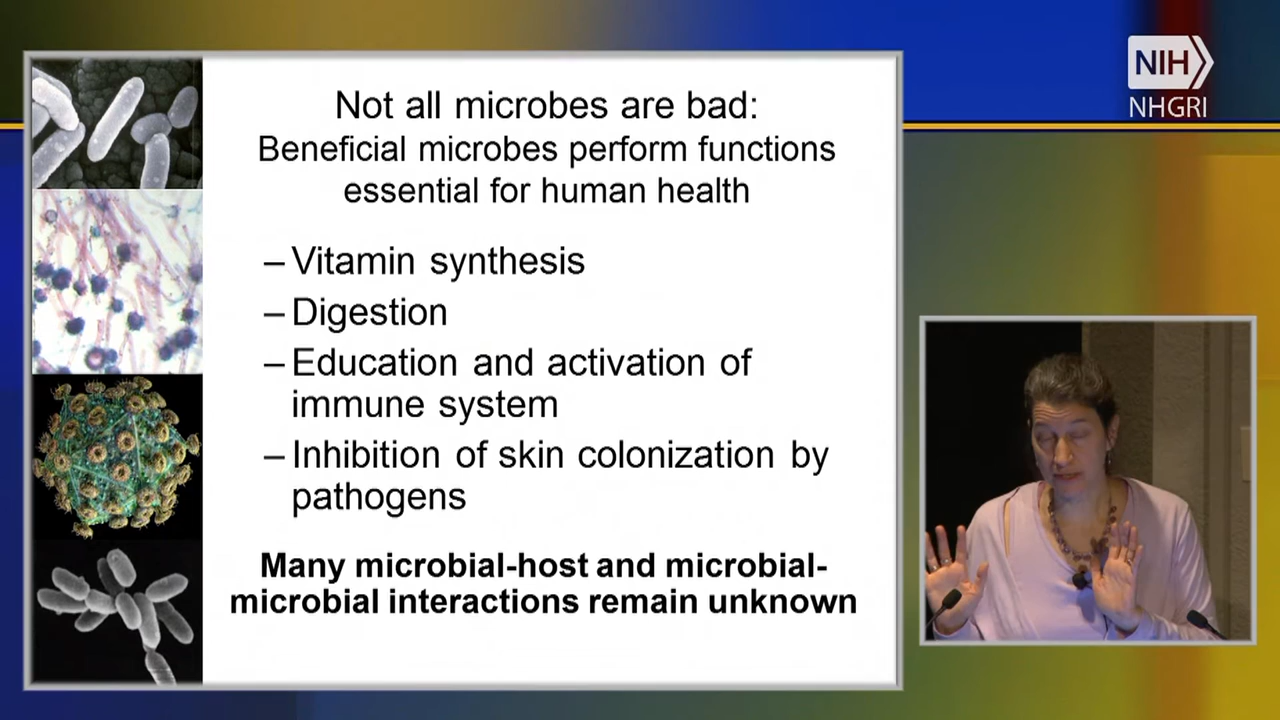 NIH
NHGRI
Not all microbes are bad:
Beneficial microbes perform functions
essential for human health
– Vitamin synthesis
– Digestion
– Education and activation of
immune system
– Inhibition of skin colonization by
pathogens
Many microbial-host and microbial-
microbial interactions remain unknown